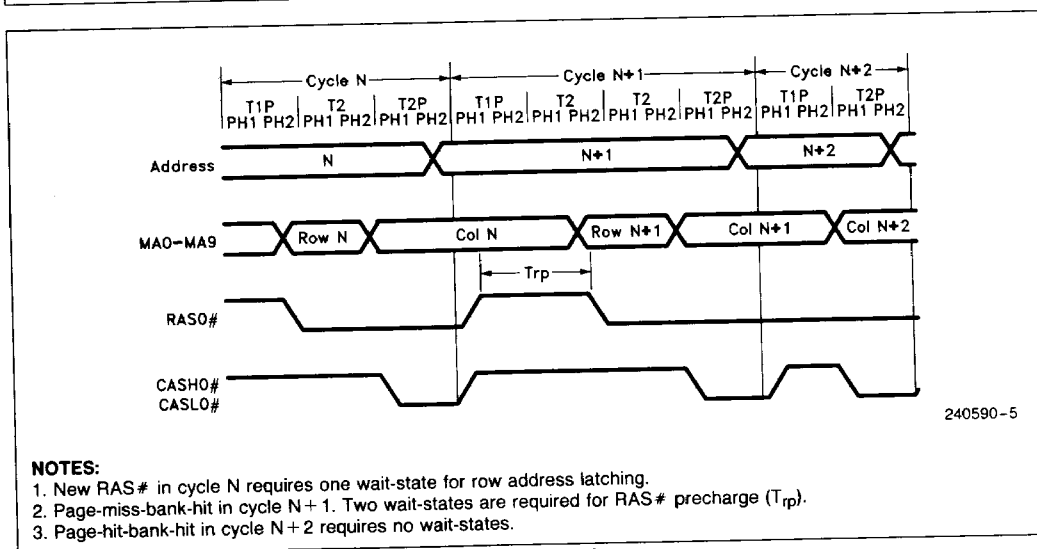 Cycle N Cycle N+1 Cycle N+2
T1P T2 T2P T1P T2 T2 T2P T1P T2P
PH1 PH2 PH1 PH2 PH1 PH2 PH1 PH2 PH1 PH2 PH1 PH2 PH1 PH2 PH1 PH2 PH1 PH2
Address N N+1 N+2
MA0-MA9 Row N Col N Row N+1 Col N+1 Col N+2
Trp
RAS0#
CASH0#
CASL0#
240590-5
NOTES:
1. New RAS# in cycle N requires one wait-state for row address latching.
2. Page-miss-bank-hit in cycle N+1. Two wait-states are required for RAS# precharge (Trp).
3. Page-hit-bank-hit in cycle N+2 requires no wait-states.